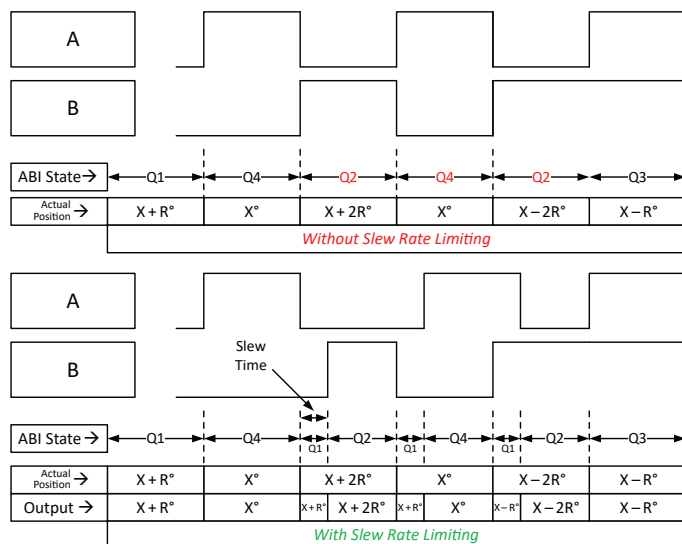 A
B
ABI State→ Q1 Q4 Q2 Q4 Q2 Q3
Actual Position→ X + R° X° X + 2R° X° X – 2R° X – R°
Without Slew Rate Limiting
A
Slew Time
B
ABI State→ Q1 Q4 Q1 Q2 Q1 Q4 Q1 Q2 Q3
Actual Position→ X + R° X° X + 2R° X° X – 2R° X – R°
Output → X + R° X° X + R° X + 2R° X + R° X° X – R° X – 2R° X – R°
With Slew Rate Limiting